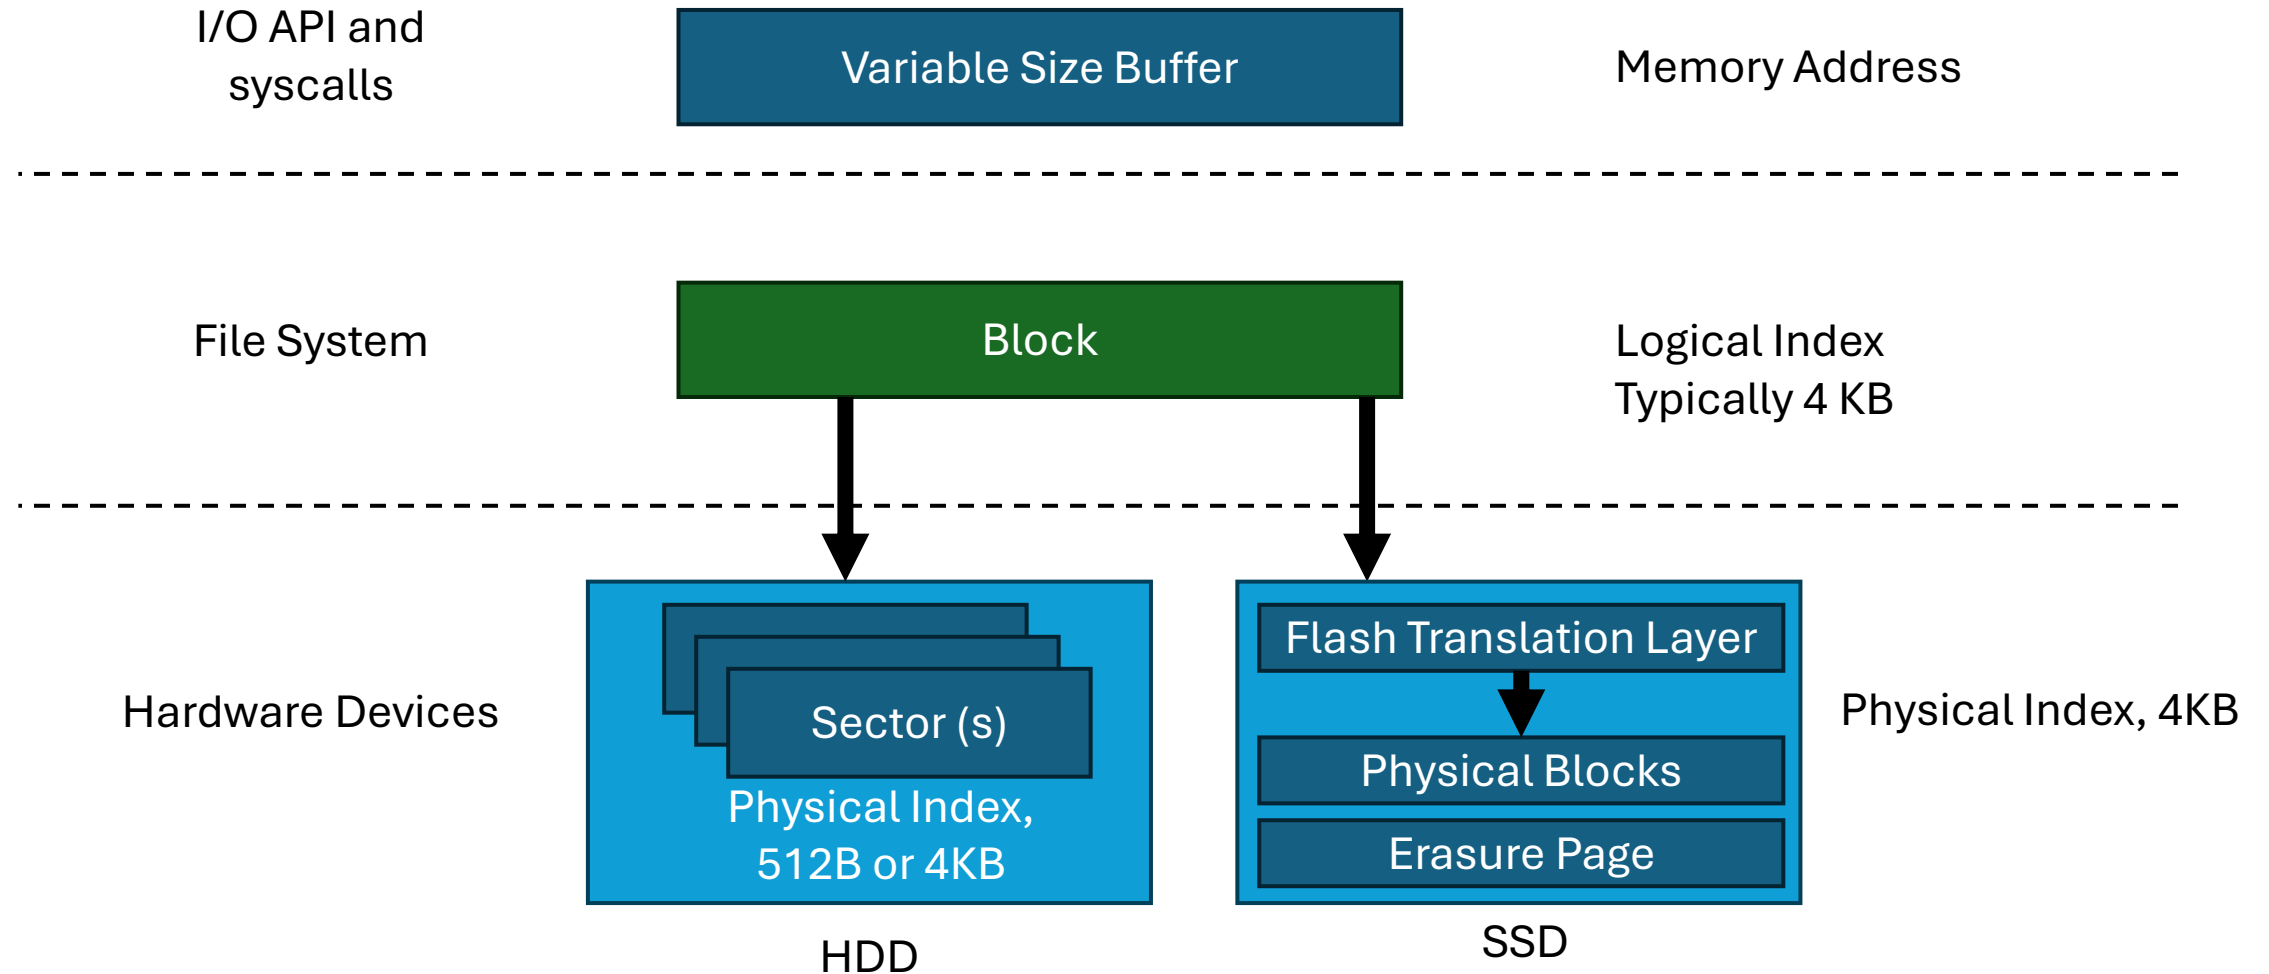 I/O API and
syscalls
Variable Size Buffer
Memory Address
File System
Block
Logical Index
Typically 4 KB
Hardware Devices
Sector (s)
Physical Index,
512B or 4KB
HDD
Flash Translation Layer
Physical Blocks
Erasure Page
SSD
Physical Index, 4KB